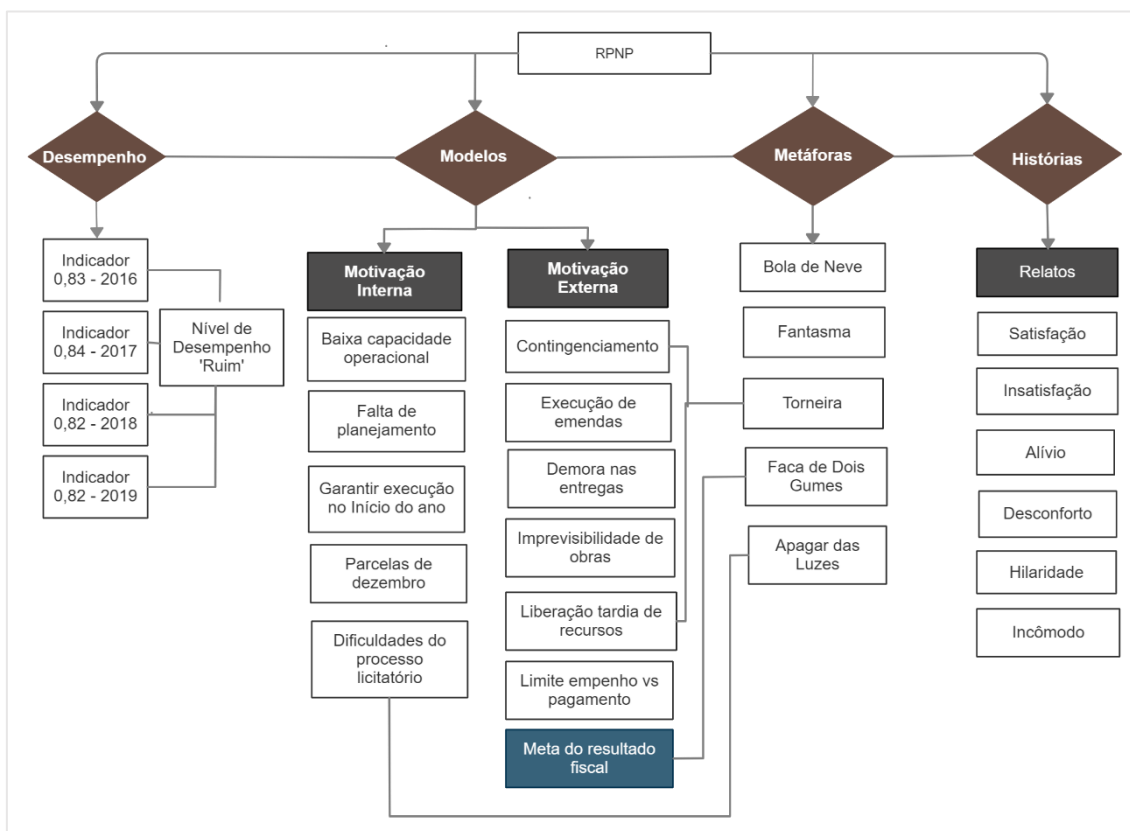 RPNP
Desempenho
Modelos
Metáforas
Histórias
Indicador
0,83 - 2016
Indicador
0,84 - 2017
Indicador
0,82 - 2018
Indicador
0,82 - 2019
Nível de
Desempenho
'Ruim'
Motivação
Interna
Baixa capacidade
operacional
Falta de
planejamento
Garantir execução
no Início do ano
Parcelas de
dezembro
Dificuldades do
processo
licitatório
Motivação
Externa
Contingenciamento
Execução de
emendas
Demora nas
entregas
Imprevisibilidade de
obras
Liberação tardia de
recursos
Limite empenho vs
pagamento
Meta do resultado
fiscal
Bola de Neve
Fantasma
Torneira
Faca de Dois
Gumes
Apagar das
Luzes
Relatos
Satisfação
Insatisfação
Alívio
Desconforto
Hilaridade
Incômodo